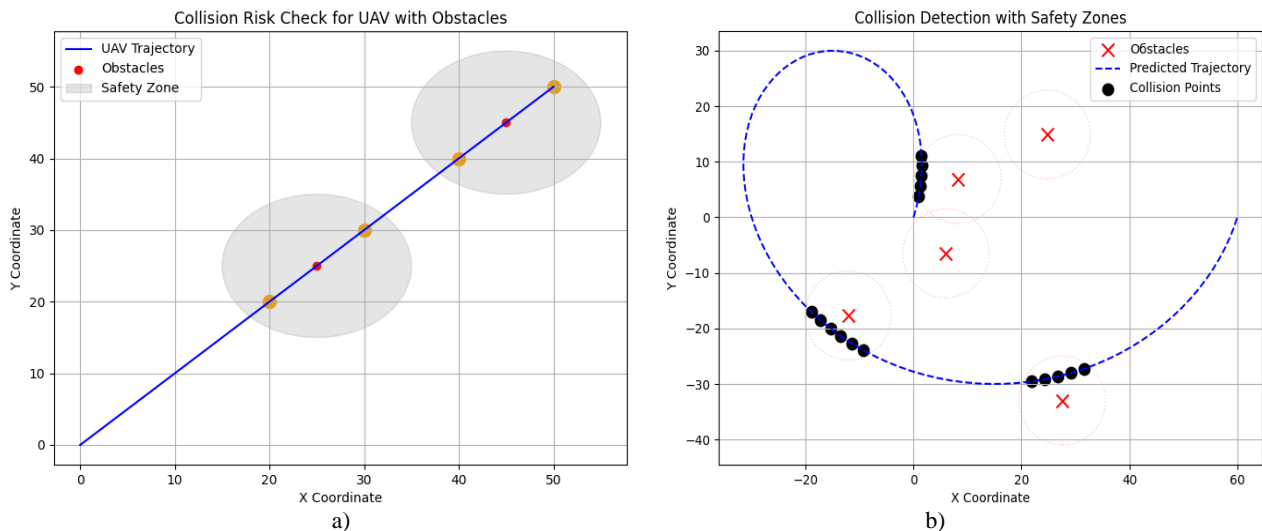 Collision Risk Check for UAV with Obstacles
UAV Trajectory
Obstacles
Safety Zone
50
40
30
20
10
0
Y Coordinate
0
10
20
30
40
50
X Coordinate
a)
Collision Detection with Safety Zones
Обstacles
Predicted Trajectory
Collision Points
30
20
10
0
−10
−20
−30
−40
Y Coordinate
−20
0
20
40
60
X Coordinate
b)